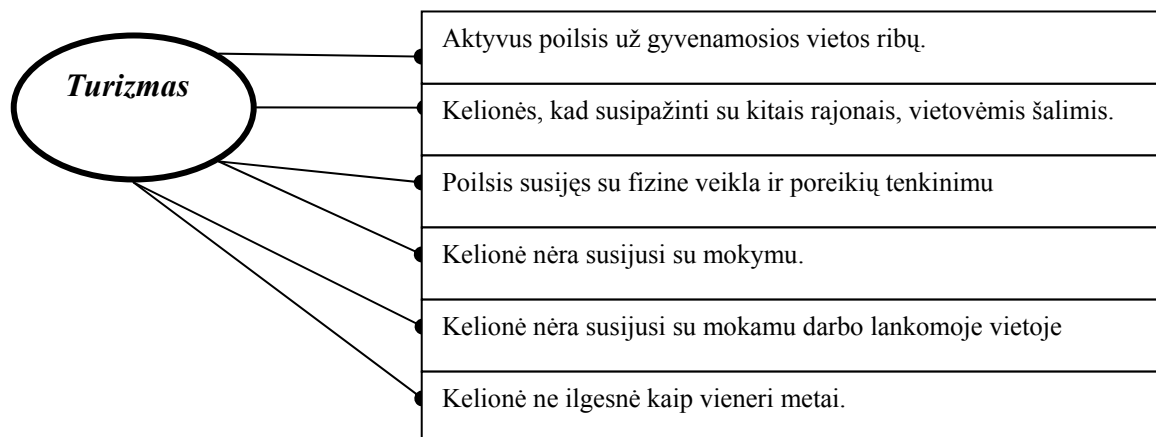 Turizmas
Aktyvus poilsis už gyvenamosios vietos ribų.
Kelionės, kad susipažinti su kitais rajonais, vietovėmis šalimis.
Poilsis susijęs su fizine veikla ir poreikių tenkinimu
Kelionė nėra susijusi su mokymu.
Kelionė nėra susijusi su mokamu darbo lankomoje vietoje
Kelionė ne ilgesnė kaip vieneri metai.